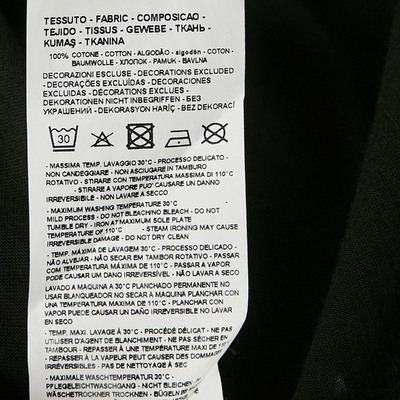 TESSUTO - FABRIC - COMPOSICAO -
TEJIDO - TISSUS - GEWEBE - ТКАНЬ -
KUMAŞ - TKANINA
100% COTONE - COTTON - ALGODÃO - algodón - COTON -
BAUMWOLLE - ХЛОПОК - PAMUK - BAVLNA
DECORAZIONI ESCLUSE - DECORATIONS EXCLUDED
- DECORAÇÕES EXCLUÍDAS - DECORACIONES
EXCLUIDAS - DÉCORATIONS EXCLUES -
DEKORATIONEN NICHT INBEGRIFFEN - БЕЗ
УКРАШЕНИЙ - DEKORASYON HARİÇ - BEZ DEKORACÍ
30
- MASSIMA TEMP. LAVAGGIO 30°C - PROCESSO DELICATO -
NON CANDEGGIARE - NON ASCIUGARE IN TAMBURO
ROTATIVO - STIRARE CON TEMPERATURA MASSIMA DI 110°C
- STIRARE A VAPORE PUO' CAUSARE UN DANNO
IRREVERSIBILE - NON LAVARE A SECCO
- MAXIMUM WASHING TEMPERATURE 30°C
MILD PROCESS - DO NOT BLEACHING BLEACH - DO NOT
TUMBLE DRY - IRON AT MAXIMUM SOLE PLATE
TEMPERATURE OF 110°C - STEAM IRONING MAY CAUSE
IRREVERSIBLE DAMAGE - DO NOT DRY CLEAN
- TEMP. MÁXIMA DE LAVAGEM 30°C - PROCESSO DELICADO -
NÃO ALVEJAR - NÃO SECAR EM TAMBOR ROTATIVO - PASSAR
COM TEMPERATURA MÁXIMA DE 110°C - PASSAR A VAPOR
PODE CAUSAR UM DANO IRREVERSÍVEL - NÃO LAVAR A SECO
LAVADO A MAQUINA A 30°C PLANCHADO PERMANENTE NO
USAR BLANQUEADOR NO SECAR A MAQUINA PLANCHAR CON
UNA TEMPERATURA MÁXIMA DE 110°C - PLANCHAR CON
VAPOR PUEDE CAUSAR UN DAÑO IRREVERSIBLE NO LAVAR
EN SECO
- TEMP. MAXI. LAVAGE À 30°C - PROCÉDÉ DÉLICAT - NE PAS
UTILISER D'AGENT DE BLANCHIMENT - NE PAS SÉCHER EN
TAMBOUR - REPASSER À UNE TEMPÉRATURE MAXI DE 110
- REPASSER À LA VAPEUR PEUT CAUSER DES DOMMAG
IRRÉVERSIBLES - PAS DE NETTOYAGE À SEC
- MAXIMALE WASCHTEMPERATUR 30°C -
PFLEGELEICHTWASCHGANG - NICHT BLEICHEN
WÄSCHETROCKNER TROCKNEN - BÜGELN BEI